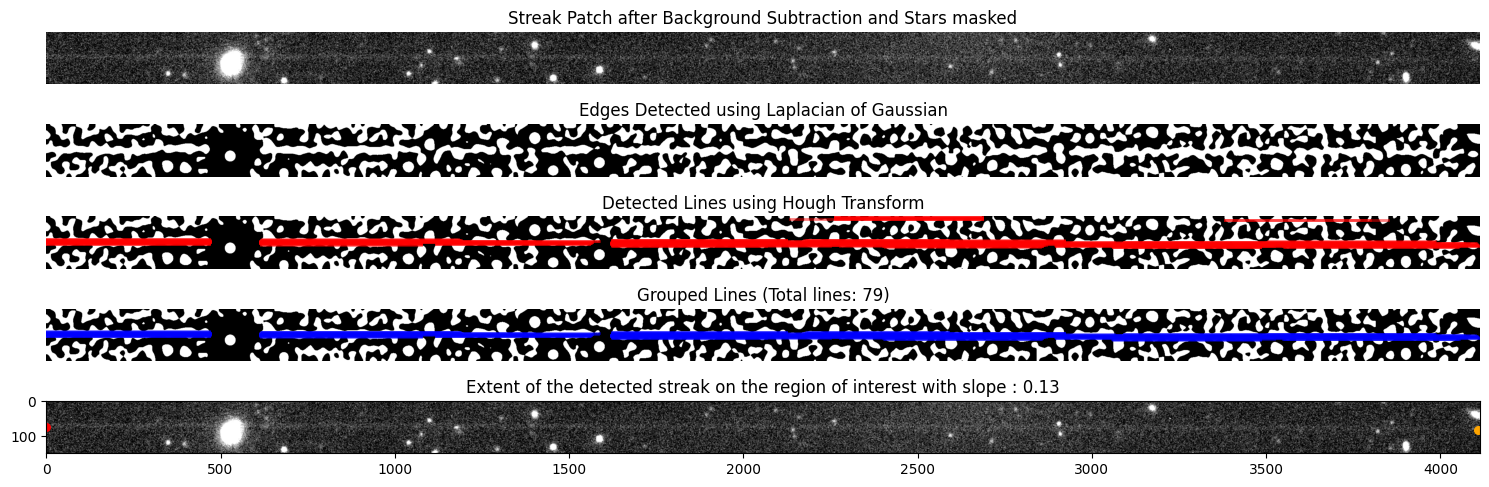 Streak Patch after Background Subtraction and Stars masked
Edges Detected using Laplacian of Gaussian
Detected Lines using Hough Transform
Grouped Lines (Total lines: 79)
Extent of the detected streak on the region of interest with slope : 0.13
0
100
0 500 1000 1500 2000 2500 3000 3500 4000